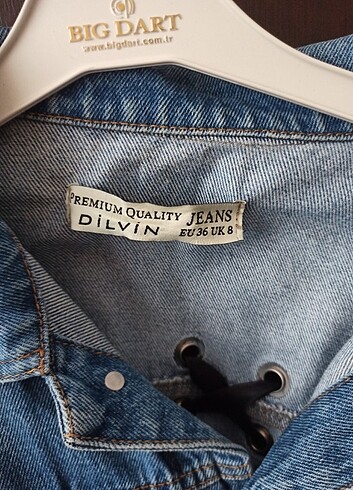 BIG DART
www.bigdart.com.tr
PREMIUM QUALITY JEANS
DİLVİN EU 36 UK 8